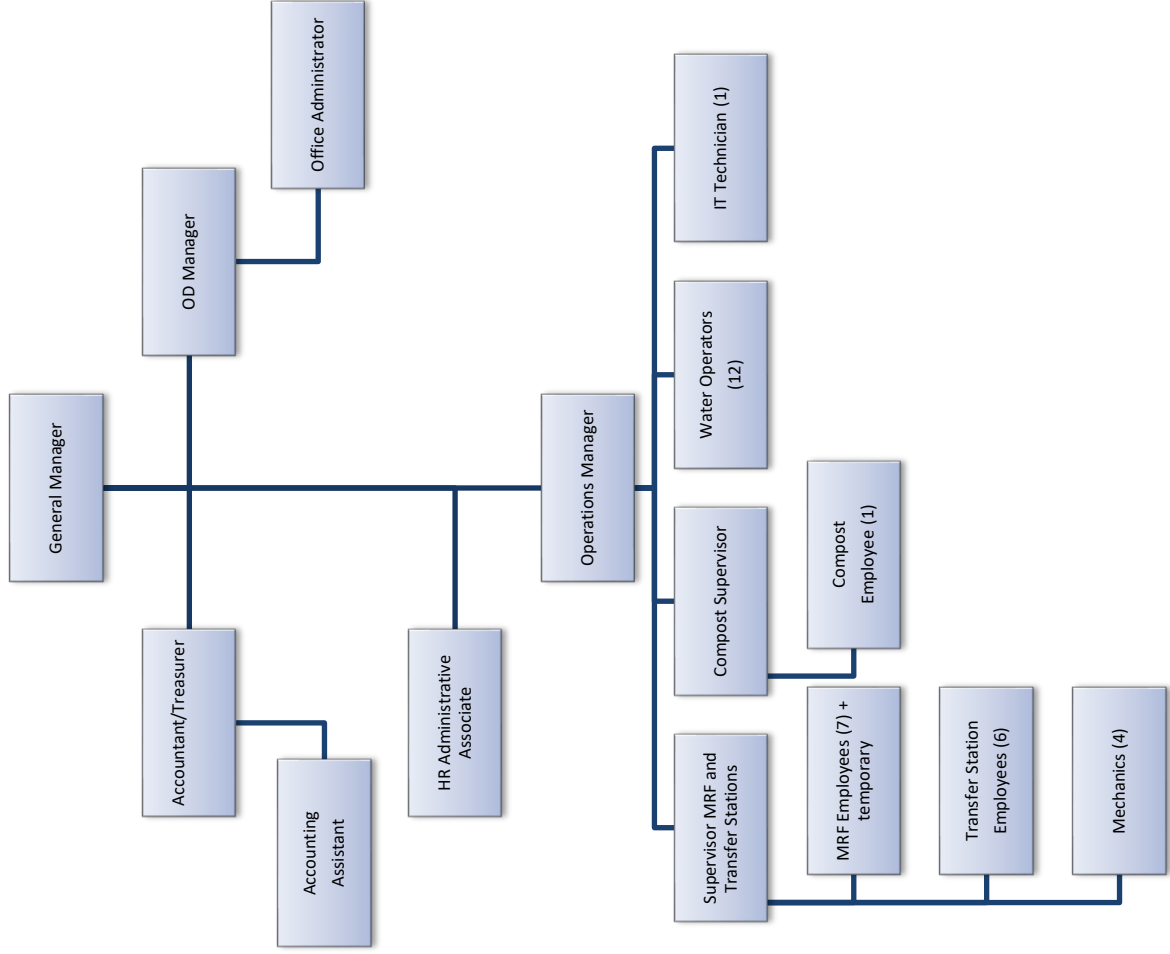 General Manager
Accountant/Treasurer
OD Manager
Accounting
Assistant
Office Administrator
HR Administrative
Associate
Operations Manager
Supervisor MRF and
Transfer Stations
Compost Supervisor
Water Operators
(12)
IT Technician (1)
MRF Employees (7) +
temporary
Compost
Employee (1)
Transfer Station
Employees (6)
Mechanics (4)